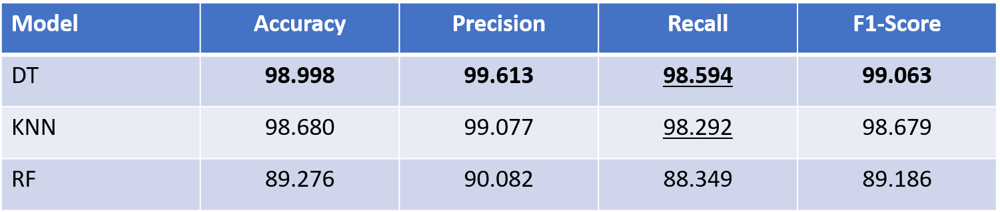 Model Accuracy Precision Recall F1-Score
DT 98.998 99.613 98.594 99.063
KNN 98.680 99.077 98.292 98.679
RF 89.276 90.082 88.349 89.186